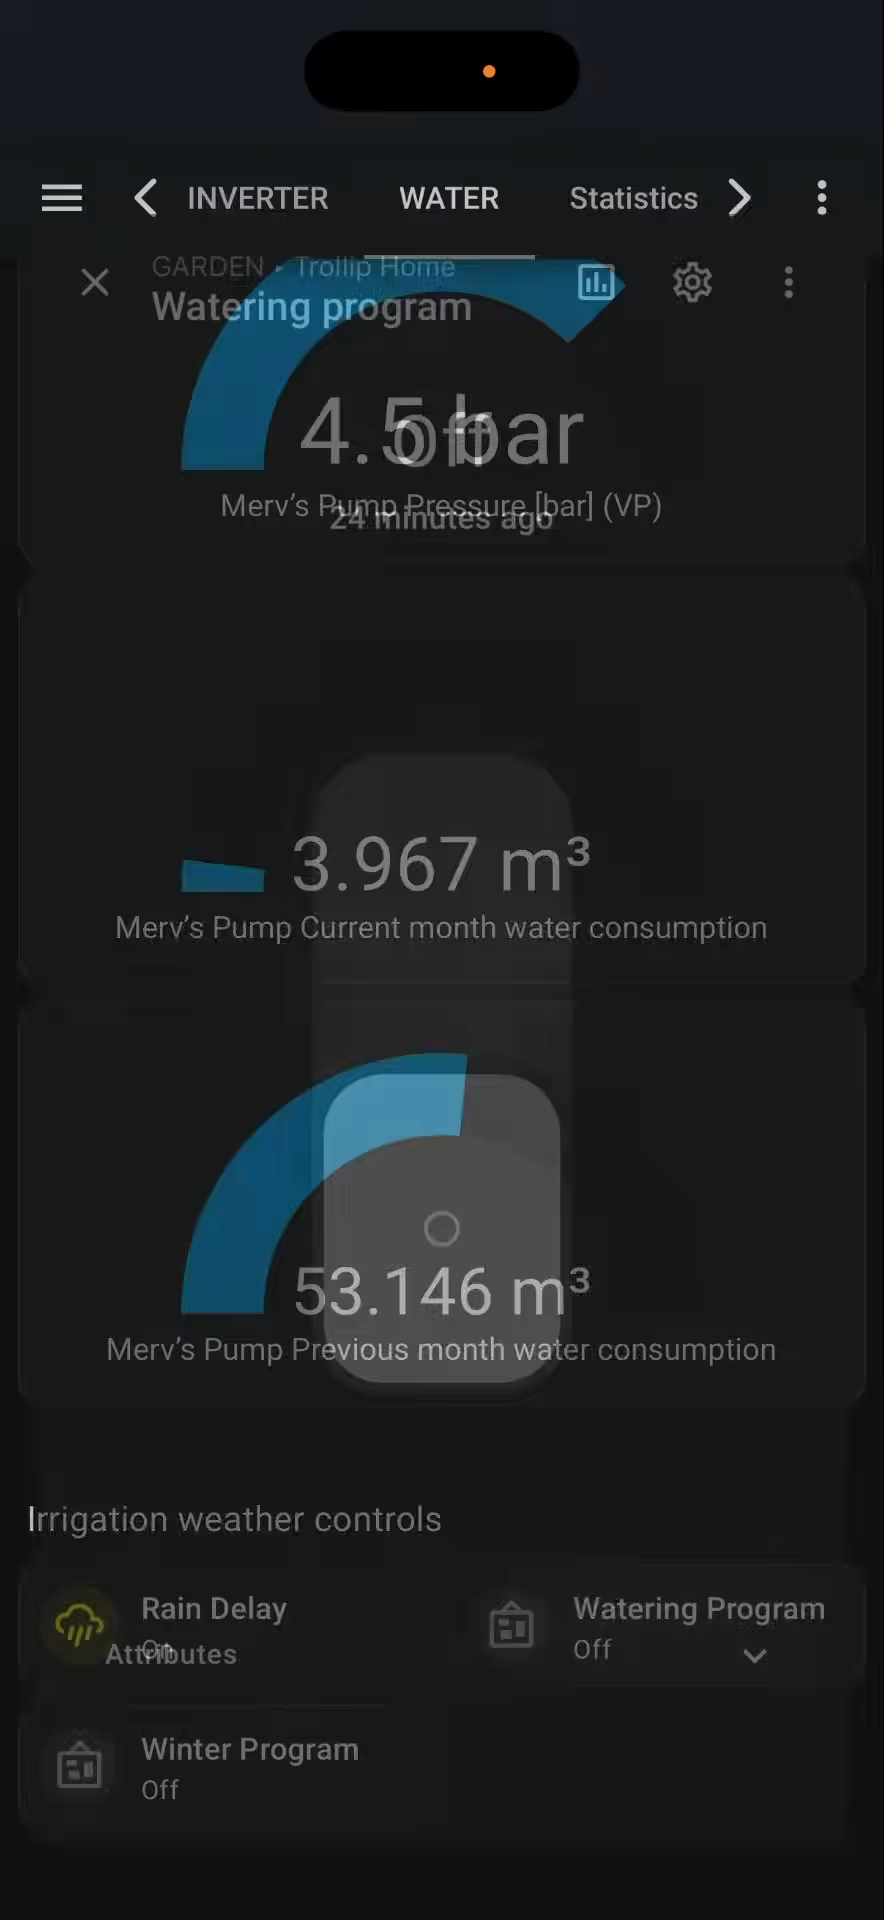 INVERTER WATER Statistics
GARDEN ▸ Trollip Home
Watering program
4.5 bar
Off
Merv's Pump Pressure [bar] (VP)
24 minutes ago
3.967 m³
Merv's Pump Current month water consumption
53.146 m³
Merv's Pump Previous month water consumption
Irrigation weather controls
Rain Delay
On
Attributes
Watering Program
Off
Winter Program
Off